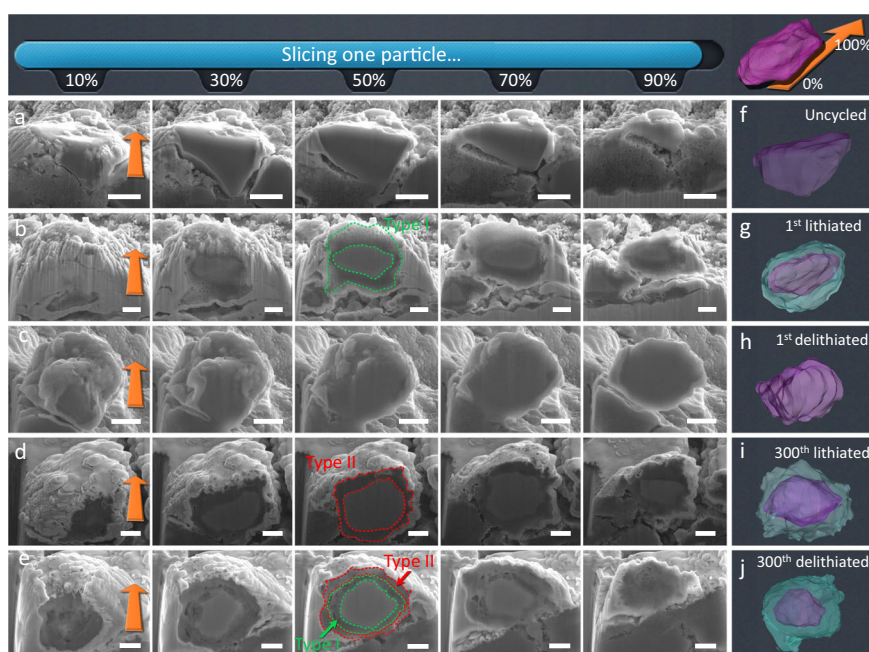 Slicing one particle...
10% 30% 50% 70% 90%
0%
100%
a
f Uncycled
b
Type I
g 1st lithiated
c
h 1st delithiated
d
Type II
i 300th lithiated
e
Type II
Type I
j 300th delithiated